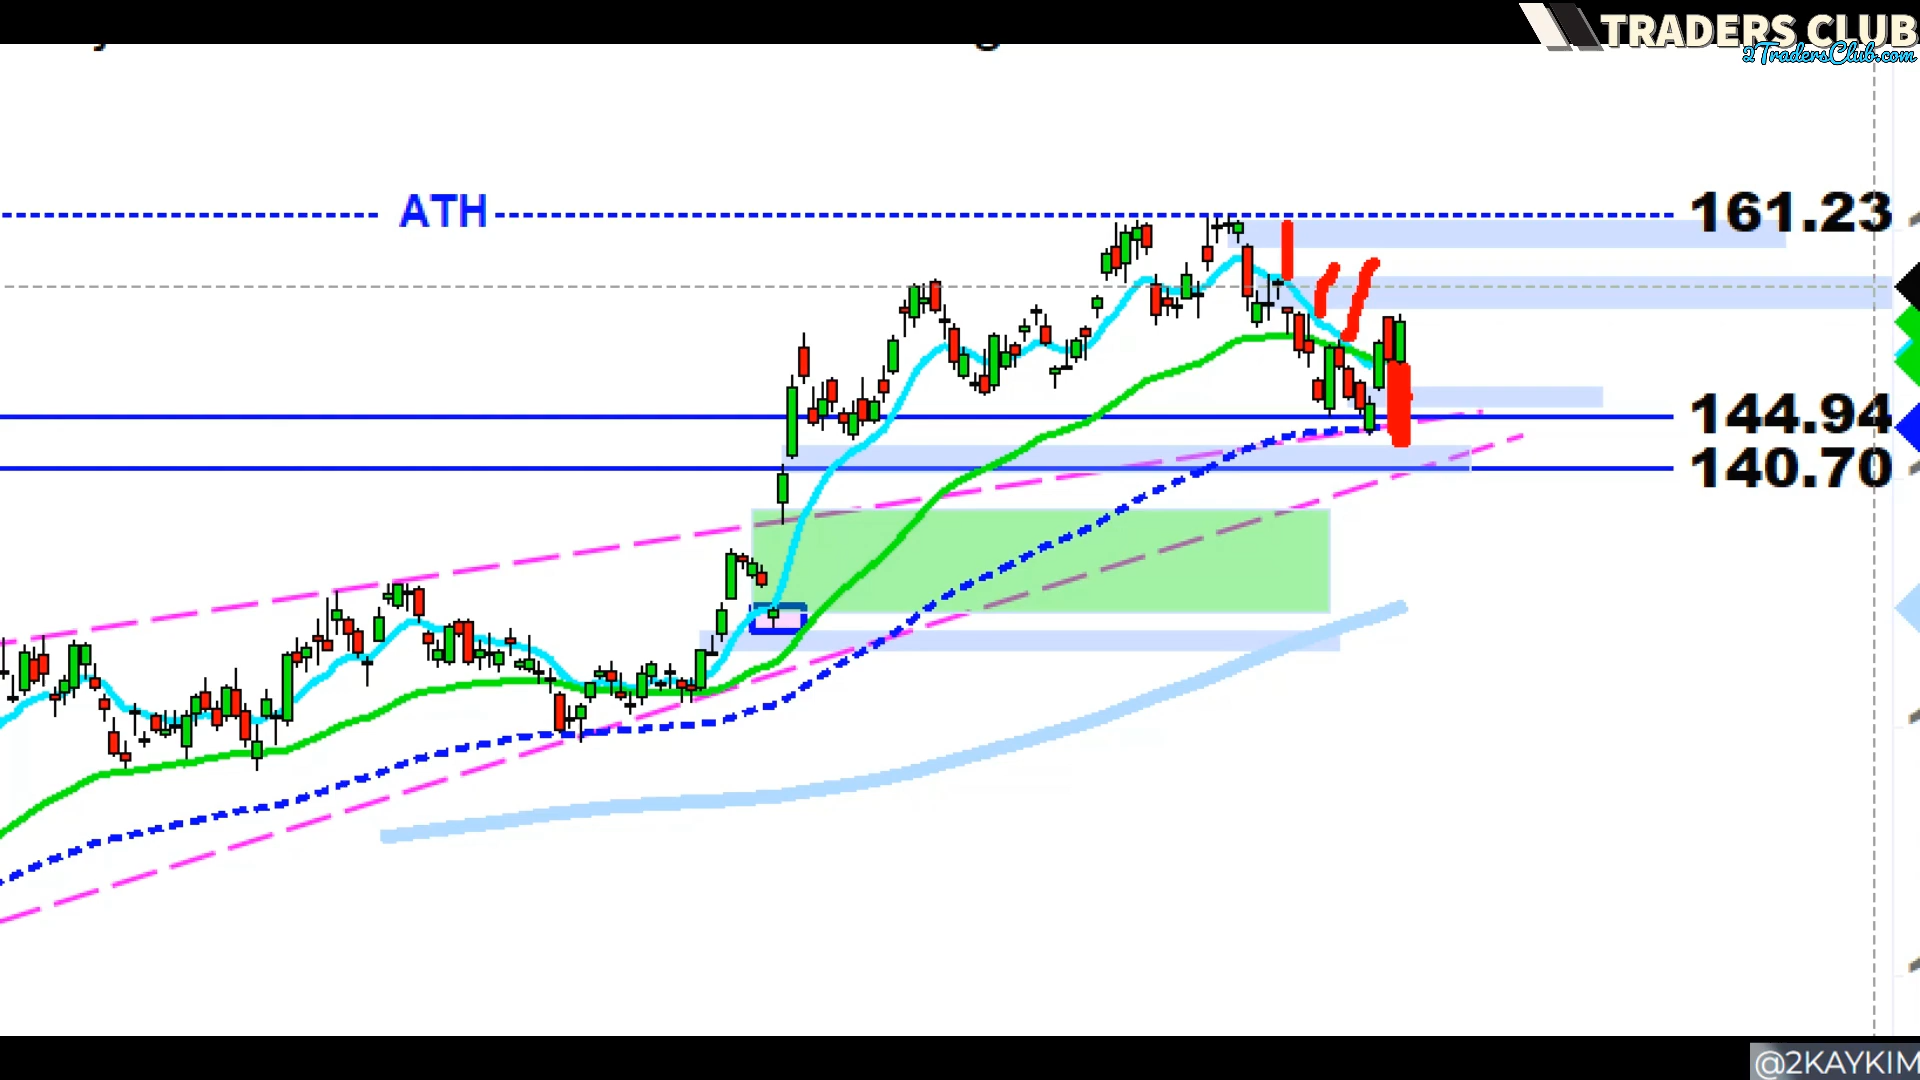 TRADERS CLUB
2TradersClub.com
ATH
161.23
144.94
140.70
@2KAYKIM